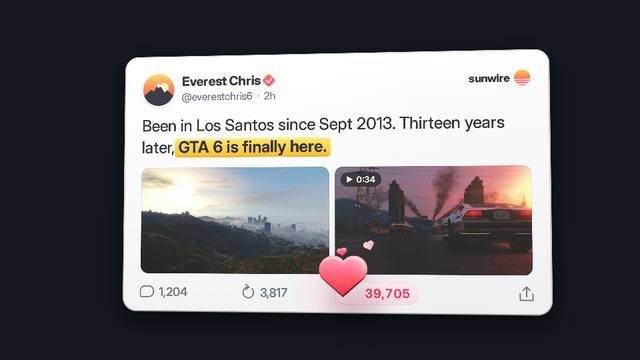 Everest Chris
@everestchris6 · 2h
sunwire
Been in Los Santos since Sept 2013. Thirteen years
later, GTA 6 is finally here.
0:34
1,204
3,817
39,705